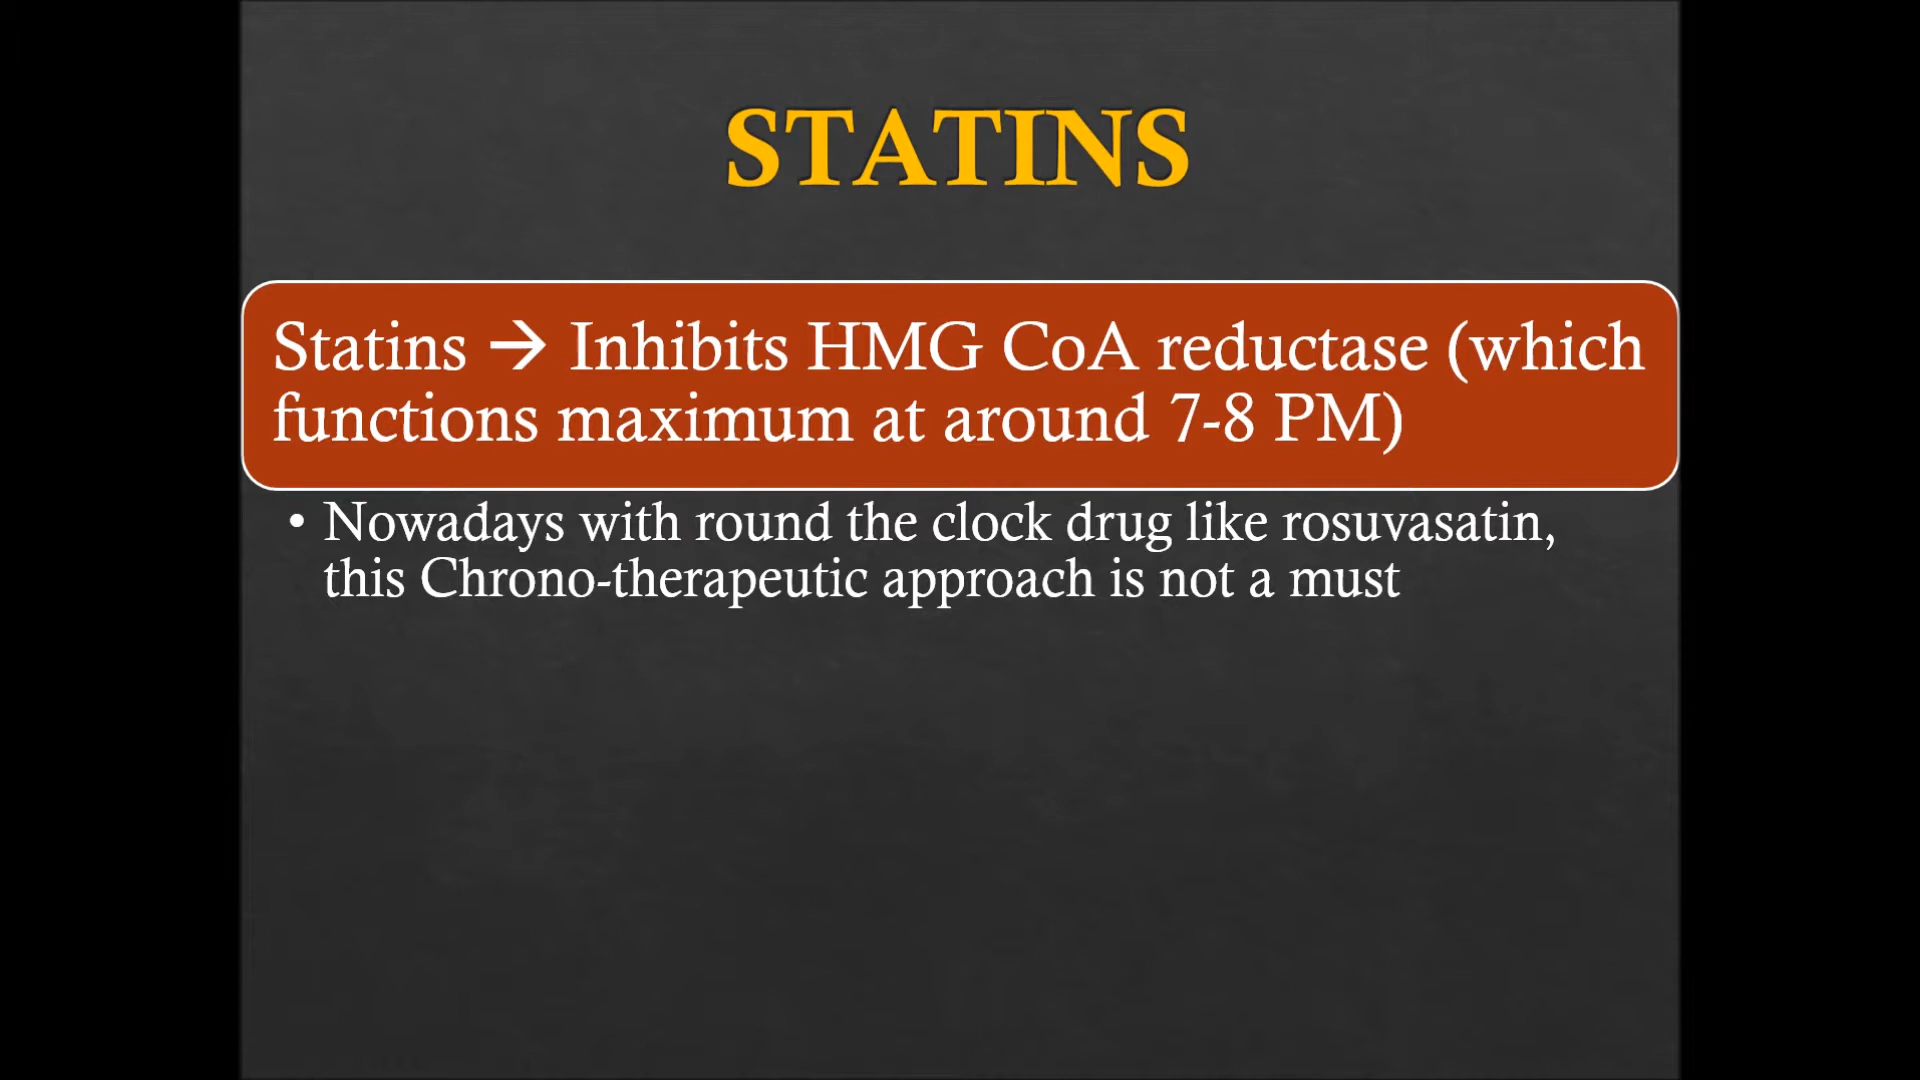 STATINS
Statins → Inhibits HMG CoA reductase (which
functions maximum at around 7-8 PM)
• Nowadays with round the clock drug like rosuvasatin,
this Chrono-therapeutic approach is not a must